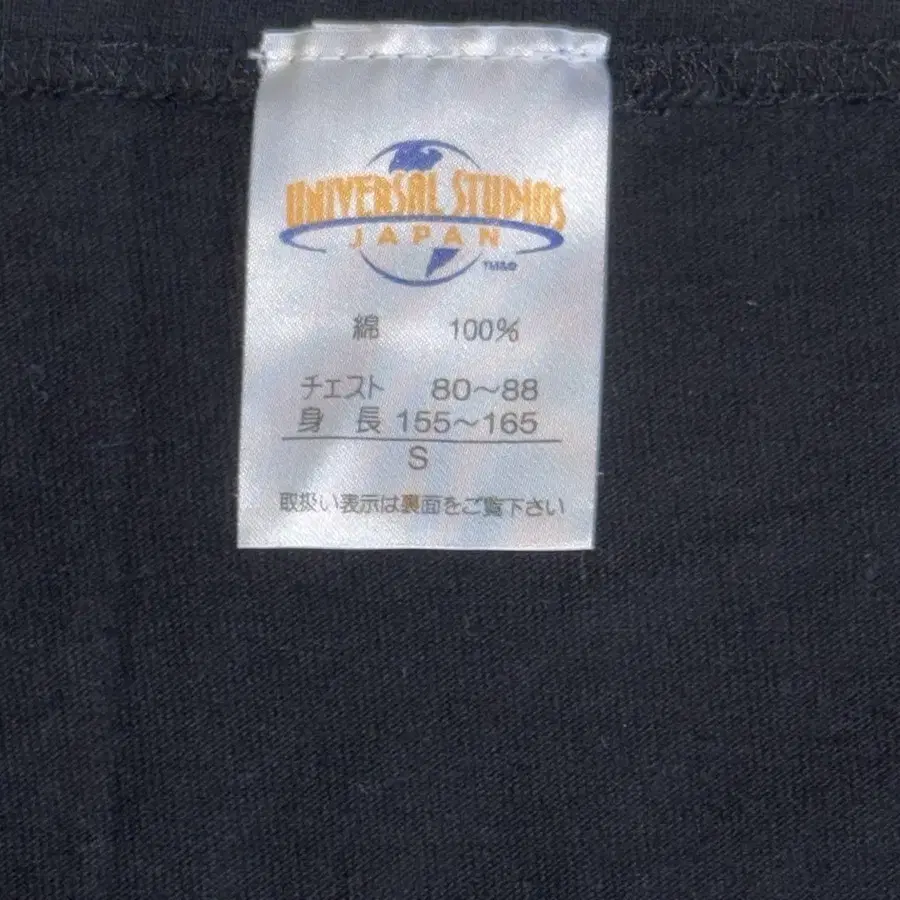 UNIVERSAL STUDIOS
JAPAN
TM&©
綿 100%
チェスト 80～88
身長 155～165
S
取扱い表示は裏面をご覧下さい